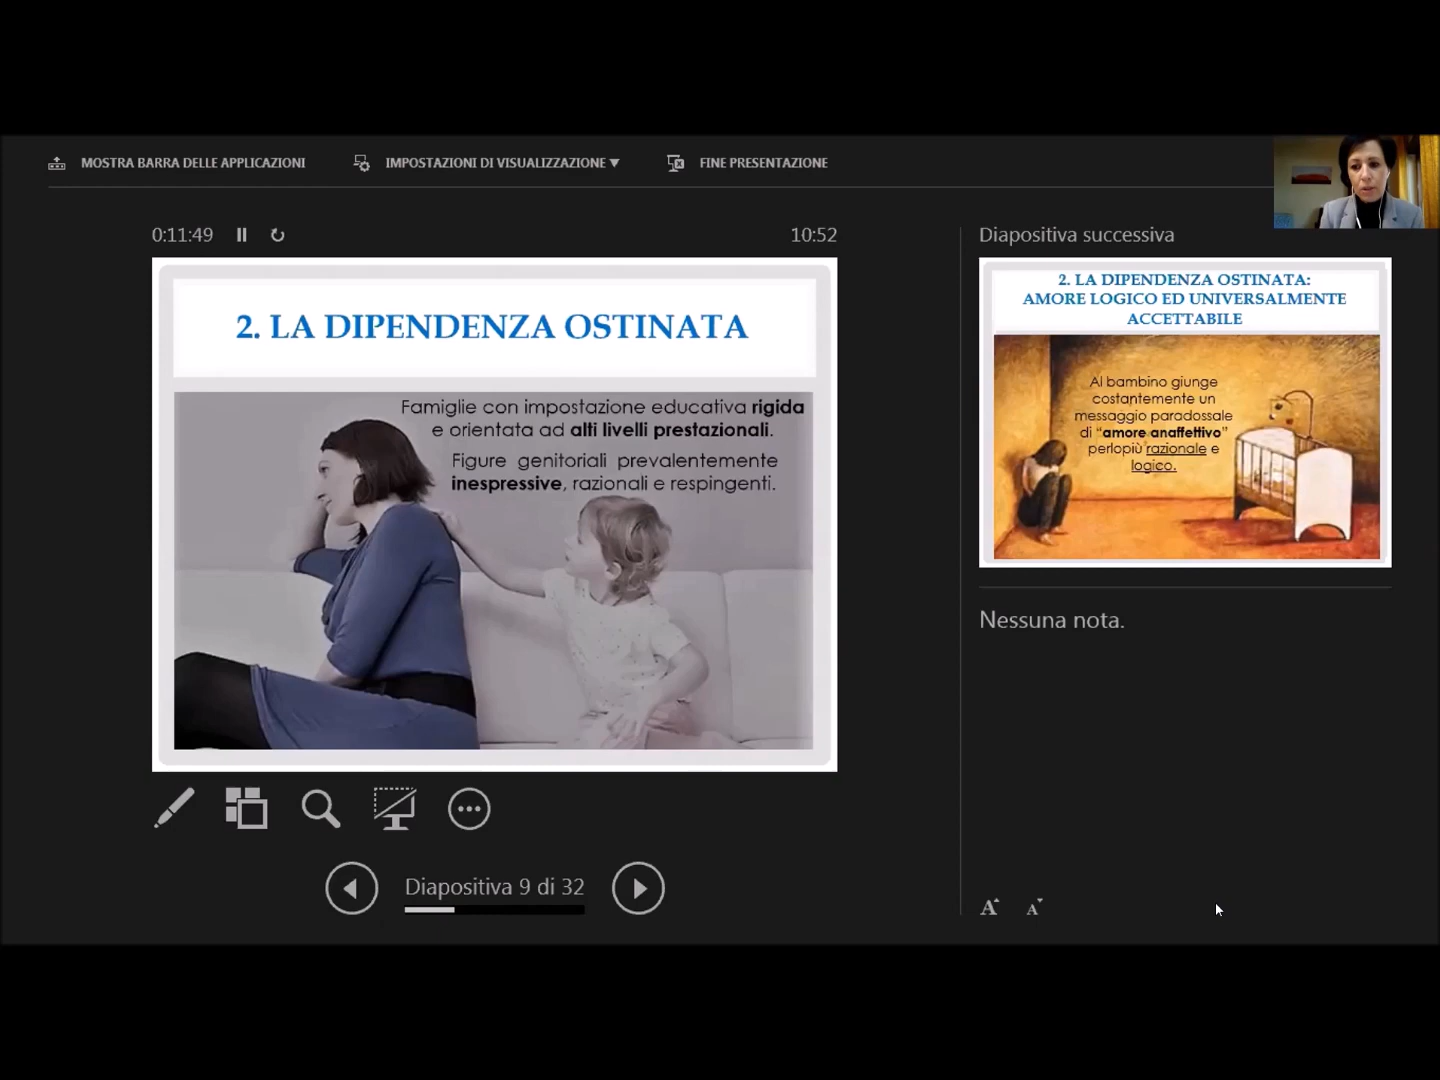 MOSTRA BARRA DELLE APPLICAZIONI
IMPOSTAZIONI DI VISUALIZZAZIONE ▼
FINE PRESENTAZIONE
0:11:49
10:52
2. LA DIPENDENZA OSTINATA
Famiglie con impostazione educativa rigida
e orientata ad alti livelli prestazionali.
Figure genitoriali prevalentemente
inespressive, razionali e respingenti.
Diapositiva 9 di 32
Diapositiva successiva
2. LA DIPENDENZA OSTINATA:
AMORE LOGICO ED UNIVERSALMENTE
ACCETTABILE
Al bambino giunge
costantemente un
messaggio paradossale
di “amore anaffettivo”
perlopiù razionale e
logico.
Nessuna nota.
A A